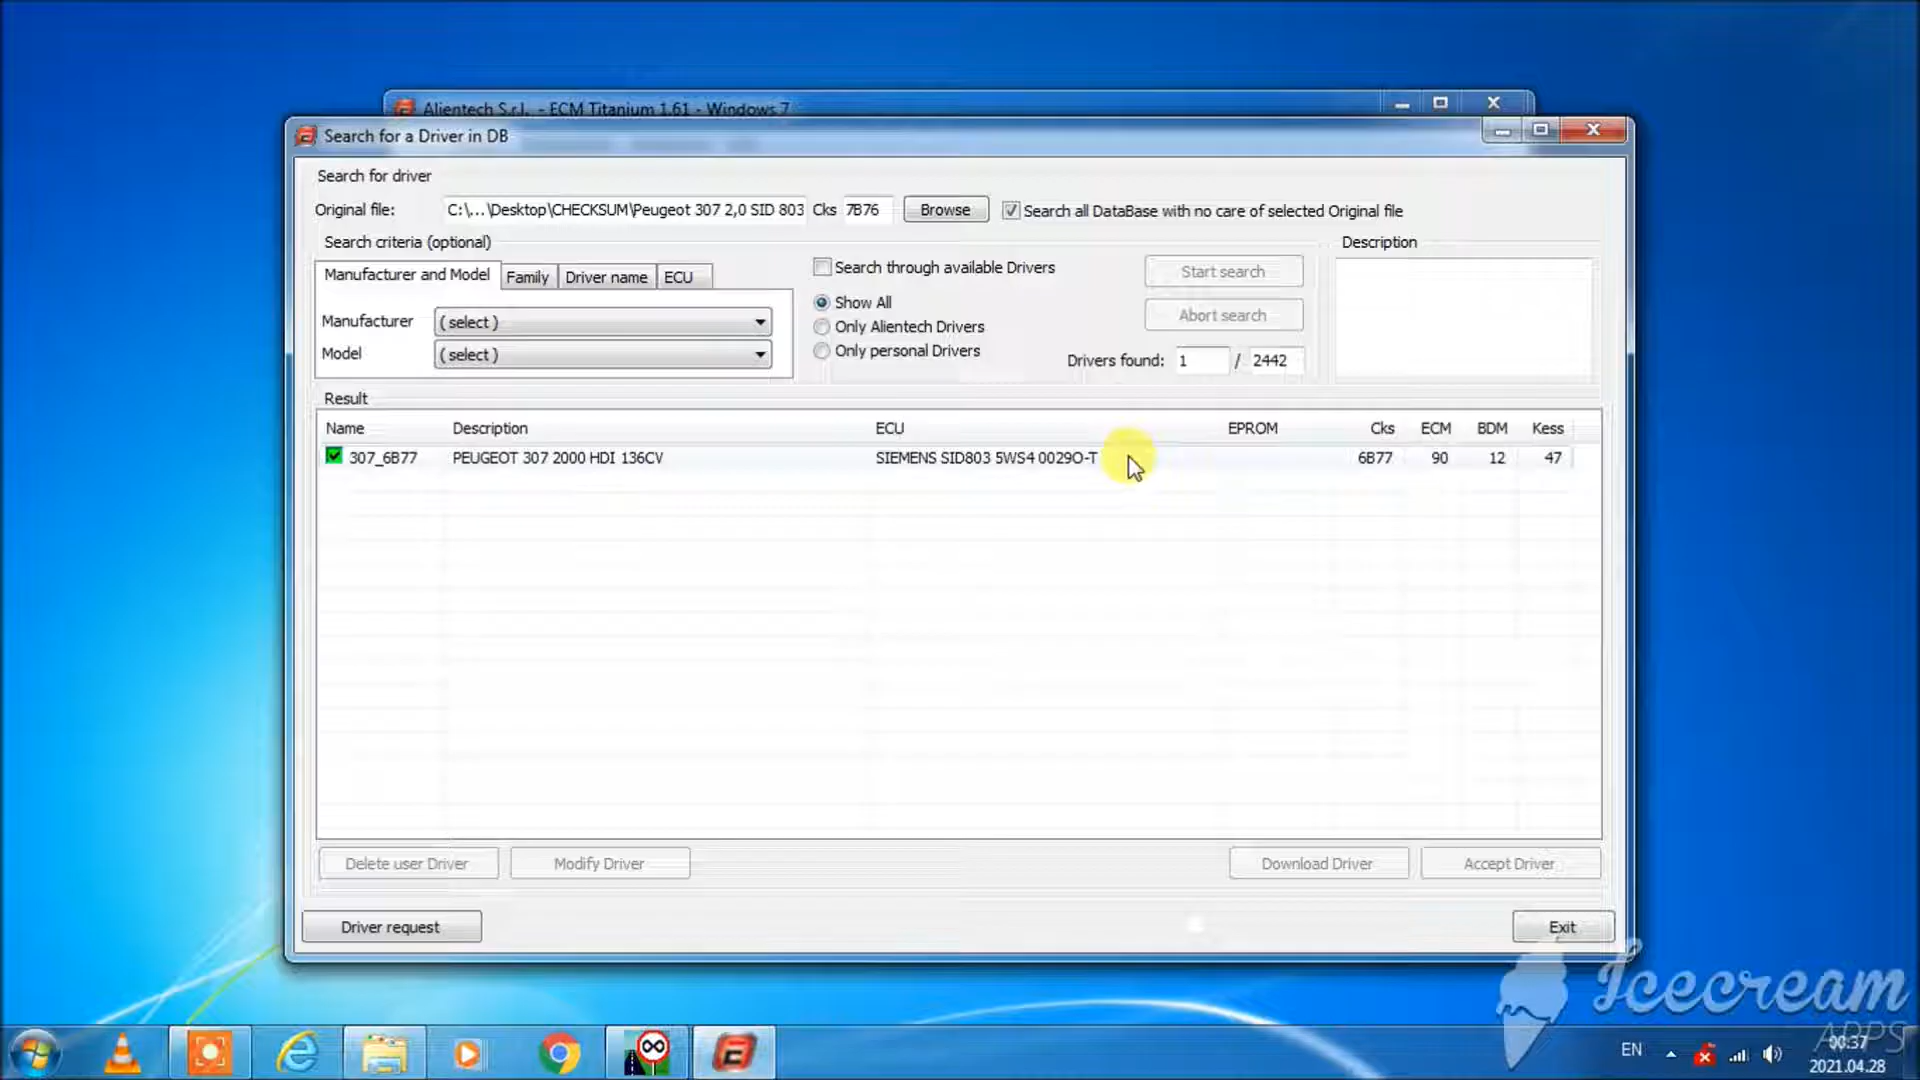 Alientech S.r.l. - ECM Titanium 1.61 - Windows 7
Search for a Driver in DB
Search for driver
Original file: C:\...\Desktop\CHECKSUM\Peugeot 307 2,0 SID 803 Cks 7B76 Browse Search all DataBase with no care of selected Original file
Search criteria (optional) Description
Manufacturer and Model Family Driver name ECU Search through available Drivers Start search
Show All
Manufacturer ( select ) Only Alientech Drivers Abort search
Model ( select ) Only personal Drivers Drivers found: 1 / 2442
Result
Name Description ECU EPROM Cks ECM BDM Kess
307_6B77 PEUGEOT 307 2000 HDI 136CV SIEMENS SID803 5WS4 0029O-T 6B77 90 12 47
Delete user Driver Modify Driver Download Driver Accept Driver
Driver request Exit
Icecream
APPS
EN 00:37
2021.04.28